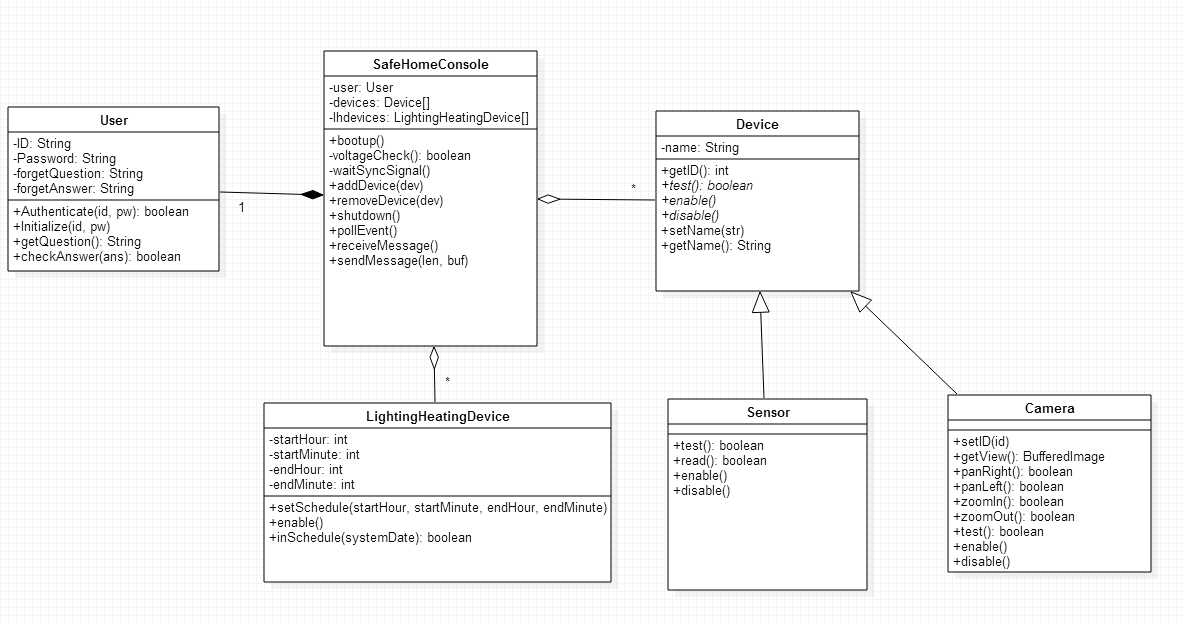 User
-ID: String
-Password: String
-forgetQuestion: String
-forgetAnswer: String
+Authenticate(id, pw): boolean
+Initialize(id, pw)
+getQuestion(): String
+checkAnswer(ans): boolean
1
SafeHomeConsole
-user: User
-devices: Device[]
-lhdevices: LightingHeatingDevice[]
+bootup()
-voltageCheck(): boolean
-waitSyncSignal()
+addDevice(dev)
+removeDevice(dev)
+shutdown()
+pollEvent()
+receiveMessage()
+sendMessage(len, buf)
*
Device
-name: String
+getID(): int
+test(): boolean
+enable()
+disable()
+setName(str)
+getName(): String
*
LightingHeatingDevice
-startHour: int
-startMinute: int
-endHour: int
-endMinute: int
+setSchedule(startHour, startMinute, endHour, endMinute)
+enable()
+inSchedule(systemDate): boolean
Sensor
+test(): boolean
+read(): boolean
+enable()
+disable()
Camera
+setID(id)
+getView(): BufferedImage
+panRight(): boolean
+panLeft(): boolean
+zoomIn(): boolean
+zoomOut(): boolean
+test(): boolean
+enable()
+disable()